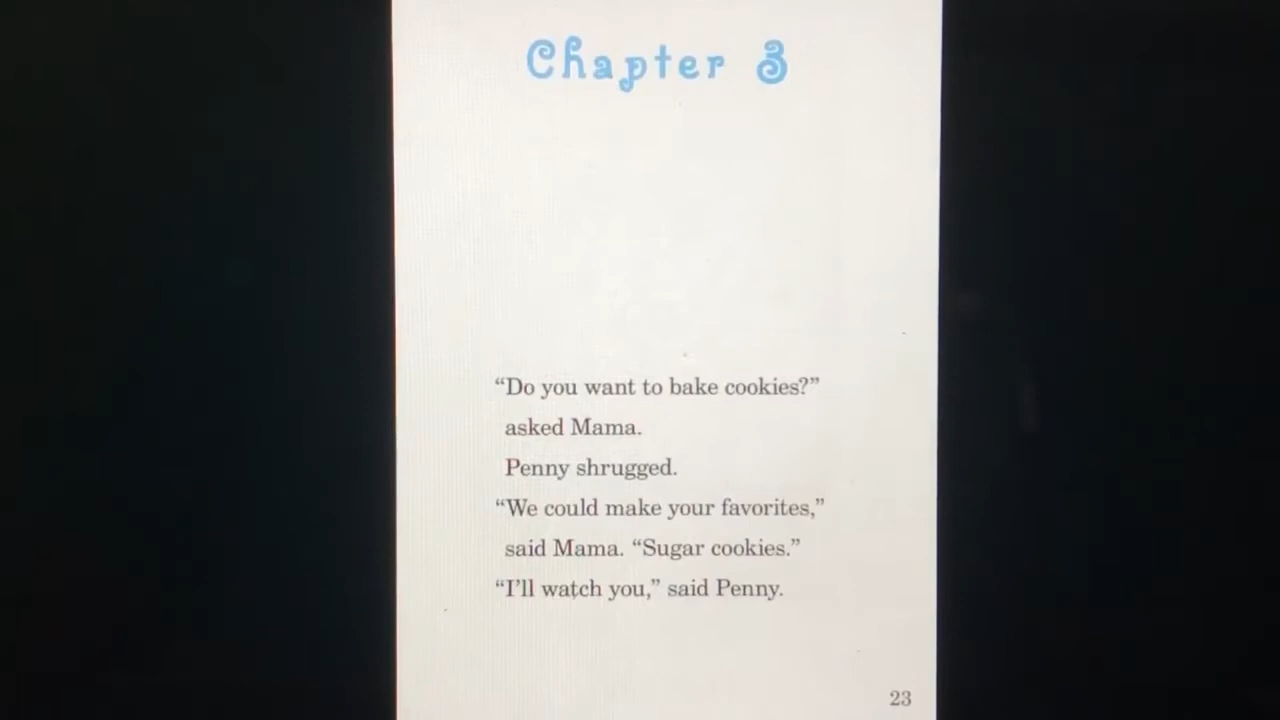 Chapter 3
“Do you want to bake cookies?”
asked Mama.
Penny shrugged.
“We could make your favorites,”
said Mama. “Sugar cookies.”
“I’ll watch you,” said Penny.
23